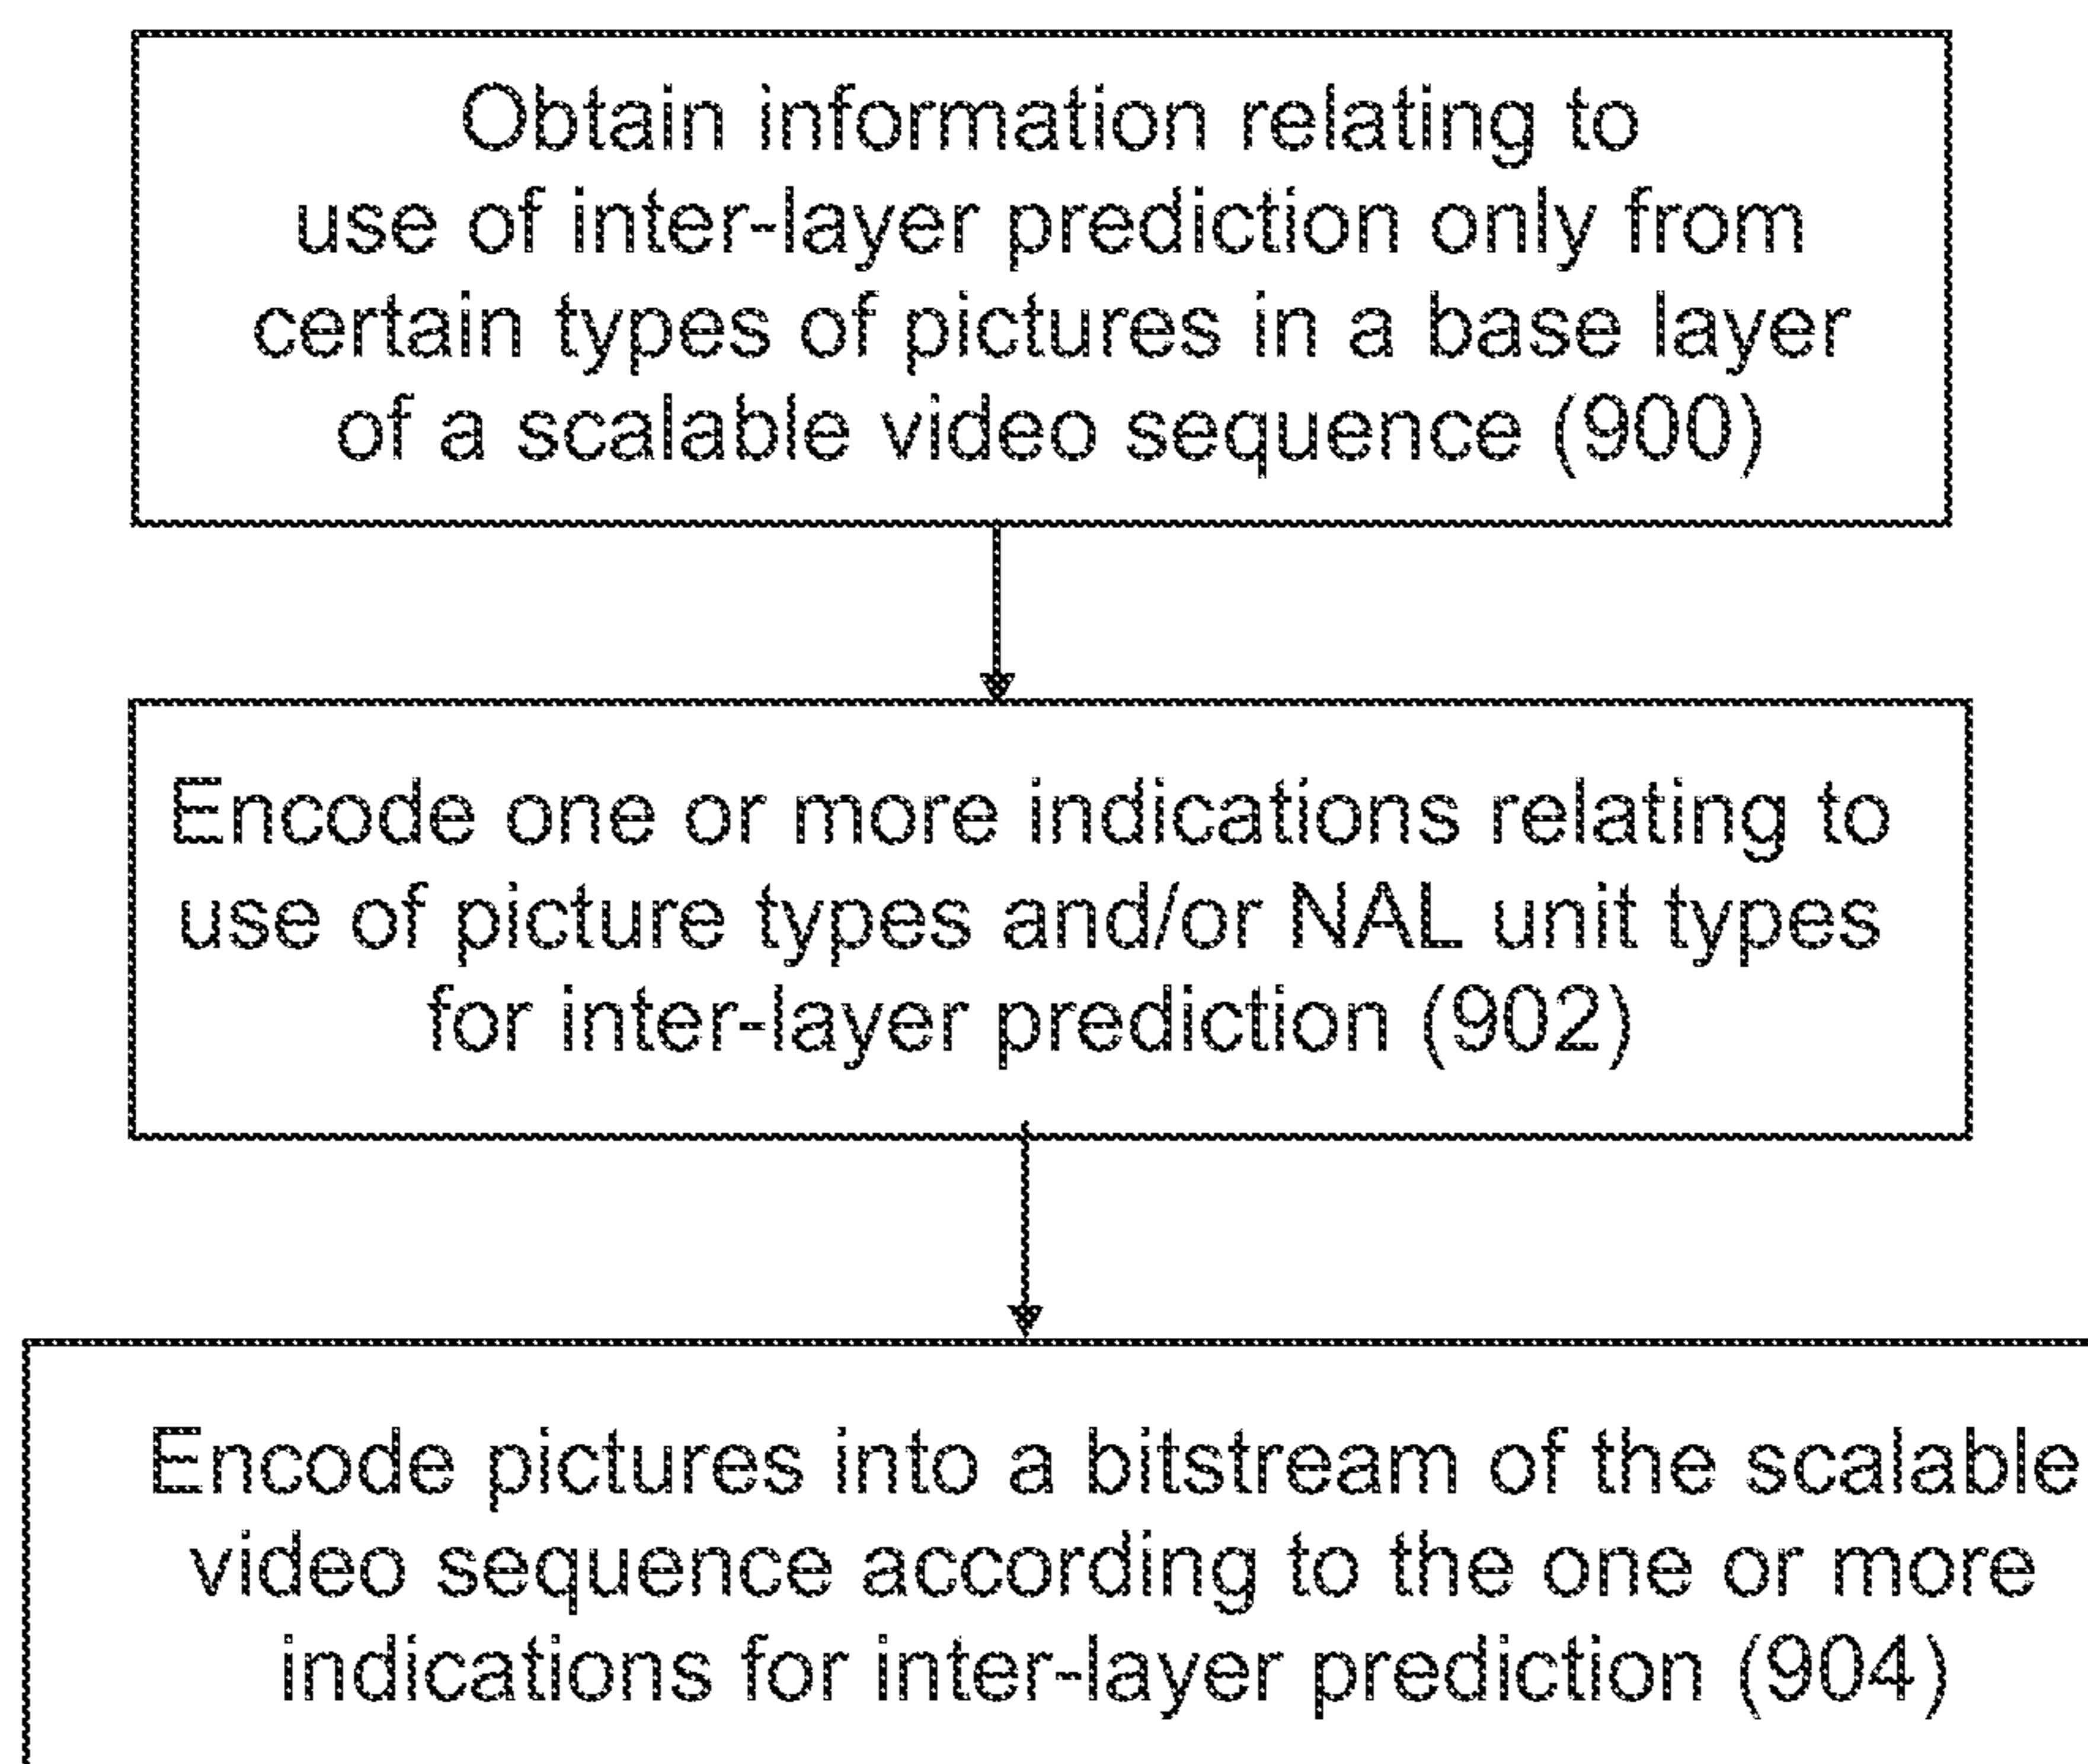 Obtain information relating to
use of inter-layer prediction only from
certain types of pictures in a base layer
of a scalable video sequence (900)
Encode one or more indications relating to
use of picture types and/or NAL unit types
for inter-layer prediction (902)
Encode pictures into a bitstream of the scalable
video sequence according to the one or more
indications for inter-layer prediction (904)